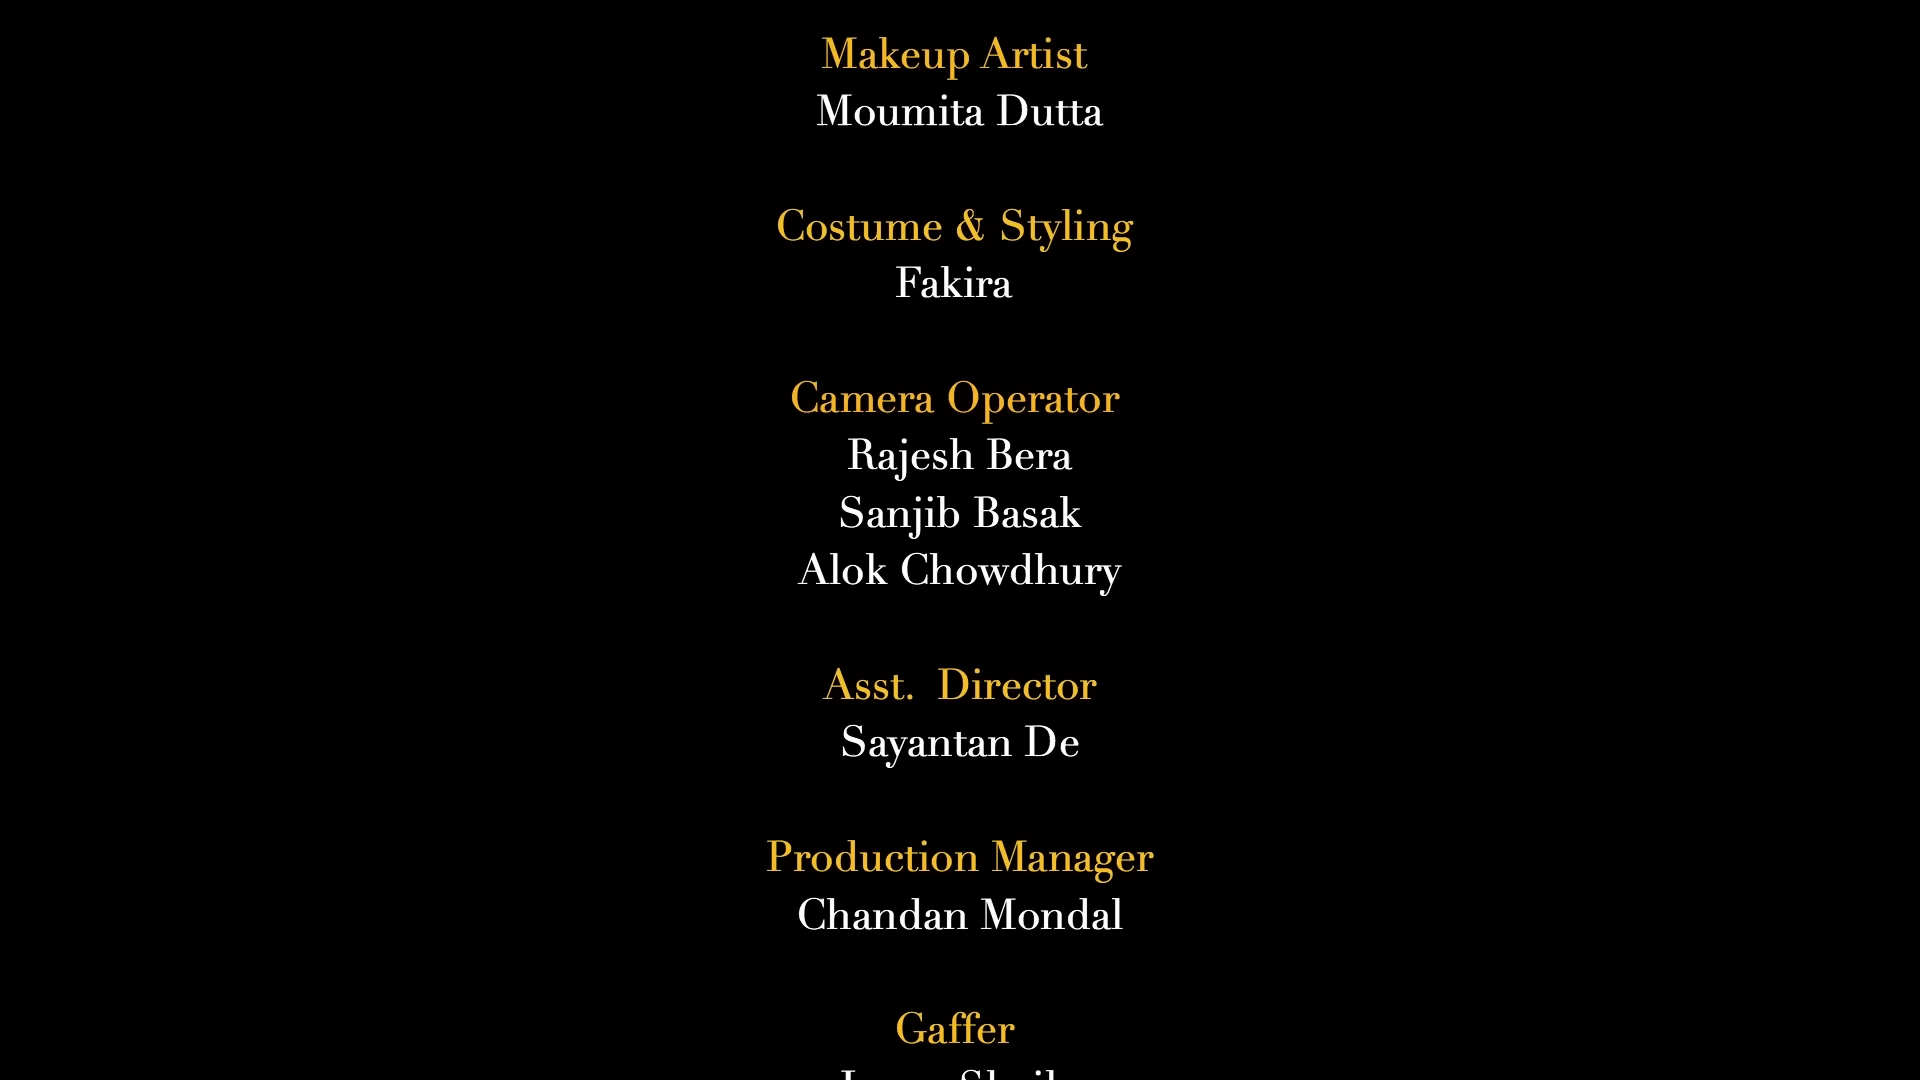 Makeup Artist
Moumita Dutta
Costume & Styling
Fakira
Camera Operator
Rajesh Bera
Sanjib Basak
Alok Chowdhury
Asst.  Director
Sayantan De
Production Manager
Chandan Mondal
Gaffer